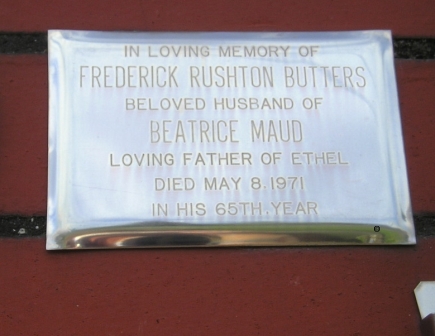 IN LOVING MEMORY OF
FREDERICK RUSHTON BUTTERS
BELOVED HUSBAND OF
BEATRICE MAUD
LOVING FATHER OF ETHEL
DIED MAY 8.1971
IN HIS 65TH.YEAR